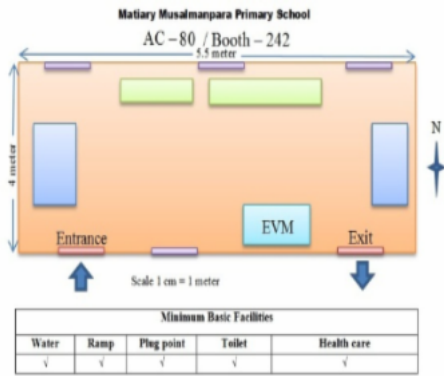 Matiary Musalmanpara Primary School
AC – 80 / Booth – 242
5.5 meter
4 meter
N
EVM
Entrance
Exit
Scale 1 cm = 1 meter
Minimum Basic Facilities
Water Ramp Plug point Toilet Health care
√ √ √ √ √